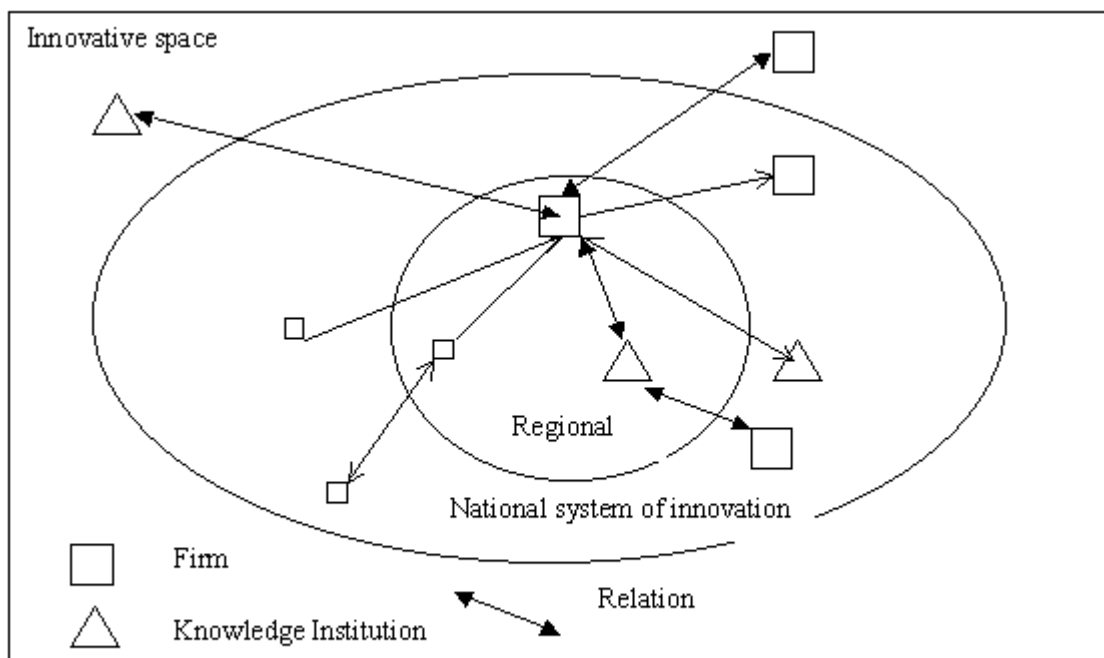 Innovative space
Regional
National system of innovation
Firm
Relation
Knowledge Institution